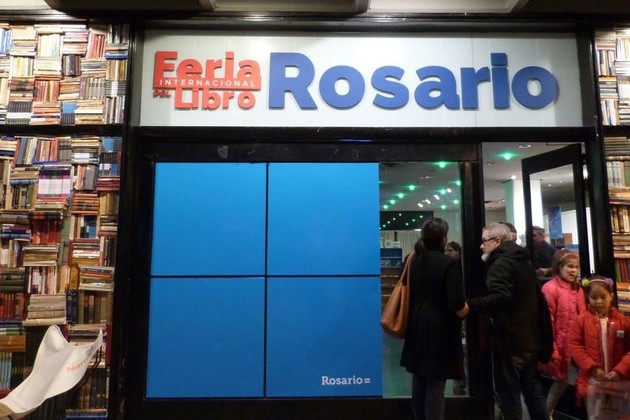 Feria
INTERNACIONAL
DEL Libro
Rosario
Rosario=